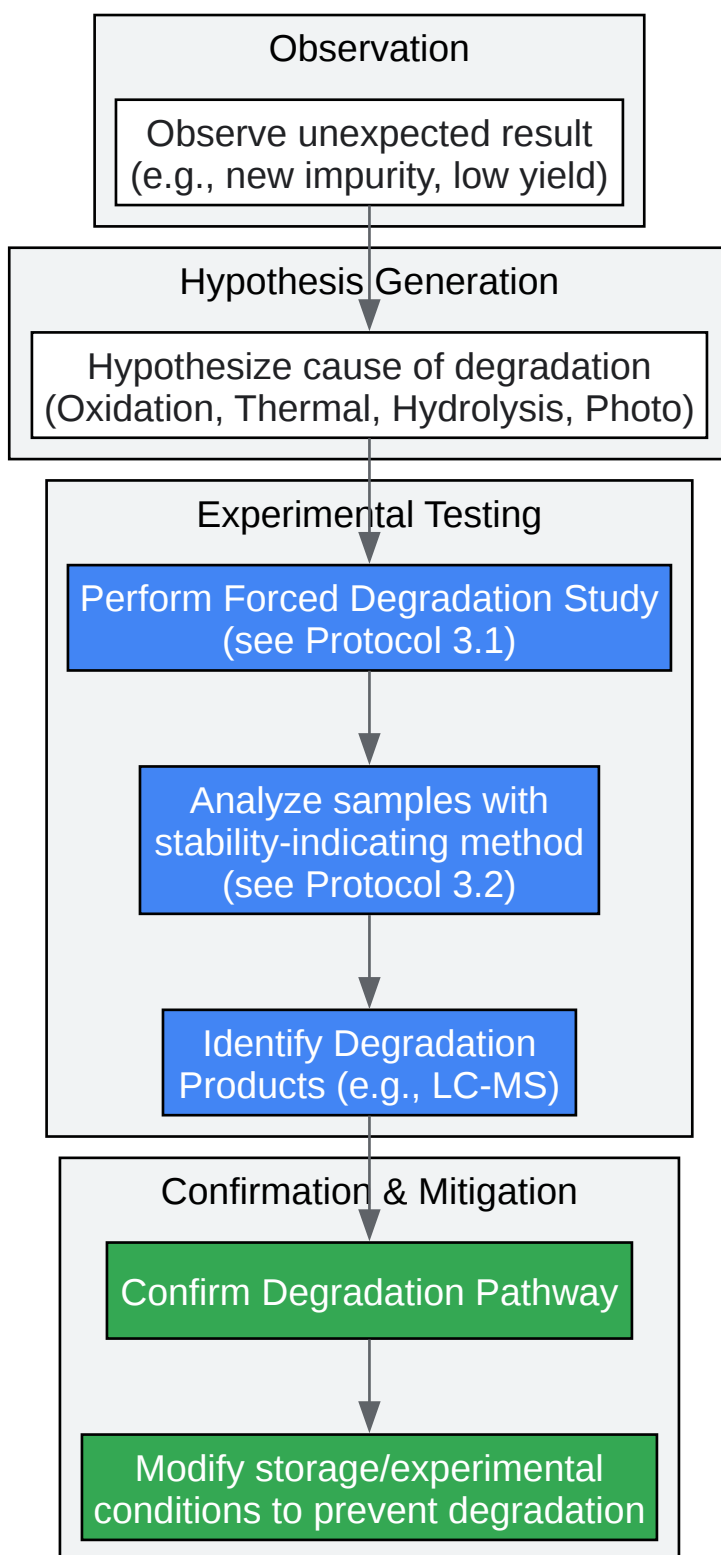 Observation
Observe unexpected result
(e.g., new impurity, low yield)
Hypothesis Generation
Hypothesize cause of degradation
(Oxidation, Thermal, Hydrolysis, Photo)
Experimental Testing
Perform Forced Degradation Study
(see Protocol 3.1)
Analyze samples with
stability-indicating method
(see Protocol 3.2)
Identify Degradation
Products (e.g., LC-MS)
Confirmation & Mitigation
Confirm Degradation Pathway
Modify storage/experimental
conditions to prevent degradation